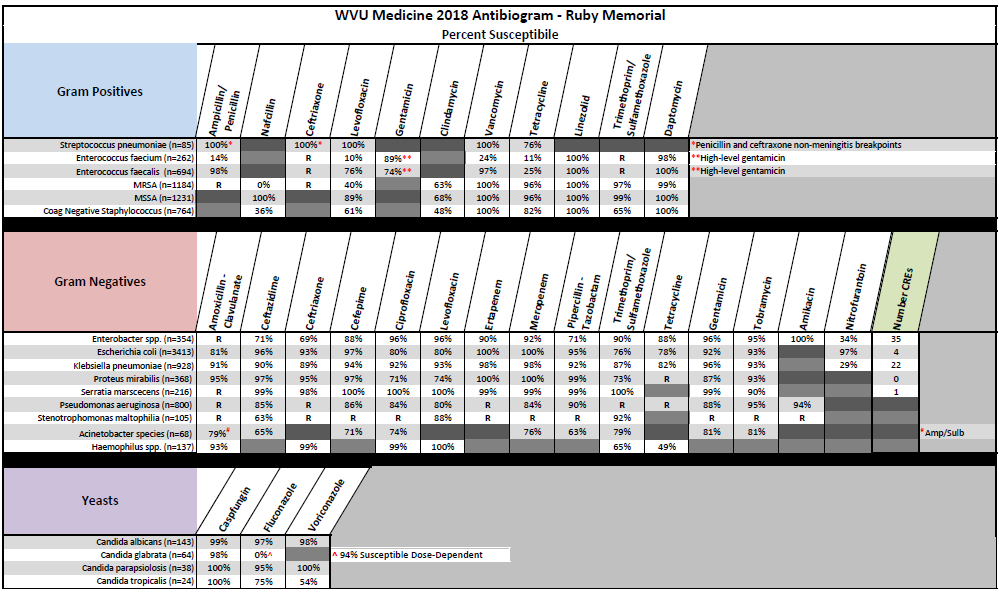 WVU Medicine 2018 Antibiogram - Ruby Memorial
Percent Susceptibile
Gram Positives Ampicillin/ Penicillin Nafcillin Ceftriaxone Levofloxacin Gentamicin Clindamycin Vancomycin Tetracycline Linezolid Trimethoprim/ Sulfamethoxazole Daptomycin
Streptococcus pneumoniae (n=85) 100%* 100%* 100% 100% 76% *Penicillin and ceftraxone non-meningitis breakpoints
Enterococcus faecium (n=262) 14% R 10% 89%** 24% 11% 100% R 98% **High-level gentamicin
Enterococcus faecalis (n=694) 98% R 76% 74%** 97% 25% 100% R 100% **High-level gentamicin
MRSA (n=1184) R 0% R 40% 63% 100% 96% 100% 97% 99%
MSSA (n=1231) 100% 89% 68% 100% 96% 100% 99% 100%
Coag Negative Staphylococcus (n=764) 36% 61% 48% 100% 82% 100% 65% 100%
Gram Negatives Amoxicillin - Clavulanate Ceftazidime Ceftriaxone Cefepime Ciprofloxacin Levofloxacin Ertapenem Meropenem Pipercillin - Tazobactam Trimethoprim/ Sulfamethoxazole Tetracycline Gentamicin Tobramycin Amikacin Nitrofurantoin Number CREs
Enterobacter spp. (n=354) R 71% 69% 88% 96% 96% 90% 92% 71% 90% 88% 96% 95% 100% 34% 35
Escherichia coli (n=3413) 81% 96% 93% 97% 80% 80% 100% 100% 95% 76% 78% 92% 93% 97% 4
Klebsiella pneumoniae (n=928) 91% 90% 89% 94% 92% 93% 98% 98% 92% 87% 82% 96% 93% 29% 22
Proteus mirabilis (n=368) 95% 97% 95% 97% 71% 74% 100% 100% 99% 73% R 87% 93% 0
Serratia marscecens (n=216) R 99% 98% 100% 100% 100% 99% 99% 99% 100% 99% 90% 1
Pseudomonas aeruginosa (n=800) R 85% R 86% 84% 80% R 84% 90% R R 88% 95% 94%
Stenotrophomonas maltophilia (n=105) R 63% R R R 88% R R R 92% R R R
Acinetobacter species (n=68) 79%# 65% 71% 74% 76% 63% 79% 81% 81% #Amp/Sulb
Haemophilus spp. (n=137) 93% 99% 99% 100% 65% 49%
Yeasts Caspfungin Fluconazole Voriconazole
Candida albicans (n=143) 99% 97% 98%
Candida glabrata (n=64) 98% 0%^ ^ 94% Susceptible Dose-Dependent
Candida parapsiolosis (n=38) 100% 95% 100%
Candida tropicalis (n=24) 100% 75% 54%